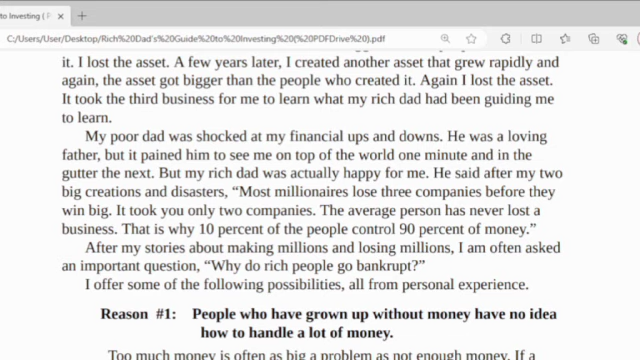 to Investing ( P
C:/Users/User/Desktop/Rich%20Dad's%20Guide%20to%20Investing%20(%20PDFDrive%20).pdf
it. I lost the asset. A few years later, I created another asset that grew rapidly and
again, the asset got bigger than the people who created it. Again I lost the asset.
It took the third business for me to learn what my rich dad had been guiding me
to learn.
My poor dad was shocked at my financial ups and downs. He was a loving
father, but it pained him to see me on top of the world one minute and in the
gutter the next. But my rich dad was actually happy for me. He said after my two
big creations and disasters, “Most millionaires lose three companies before they
win big. It took you only two companies. The average person has never lost a
business. That is why 10 percent of the people control 90 percent of money.”
After my stories about making millions and losing millions, I am often asked
an important question, “Why do rich people go bankrupt?”
I offer some of the following possibilities, all from personal experience.
Reason #1: People who have grown up without money have no idea
how to handle a lot of money.
Too much money is often as big a problem as not enough money. If a